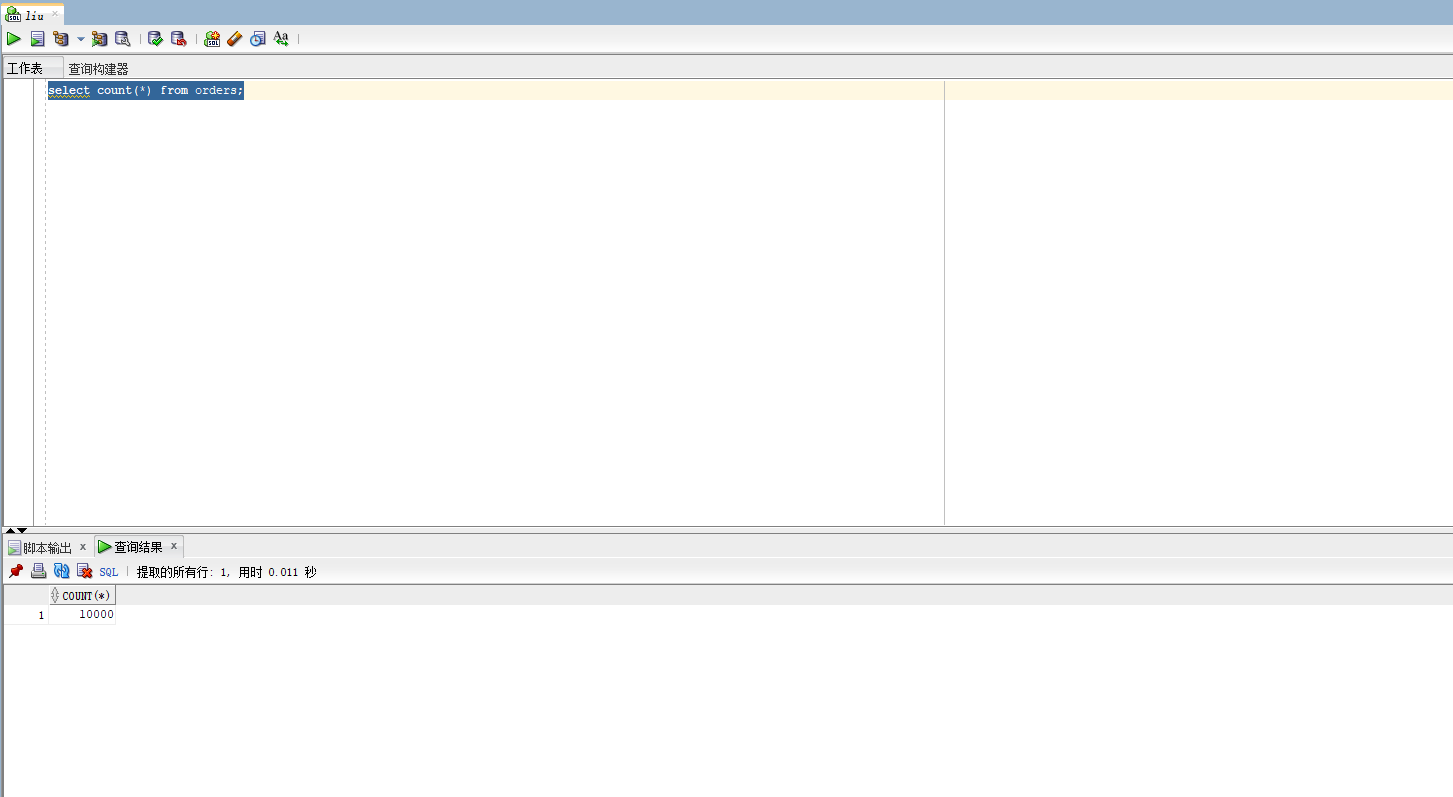 liu
工作表 查询构建器
select count(*) from orders;
脚本输出 x 查询结果 x
SQL 提取的所有行: 1, 用时 0.011 秒
COUNT(*)
1 10000